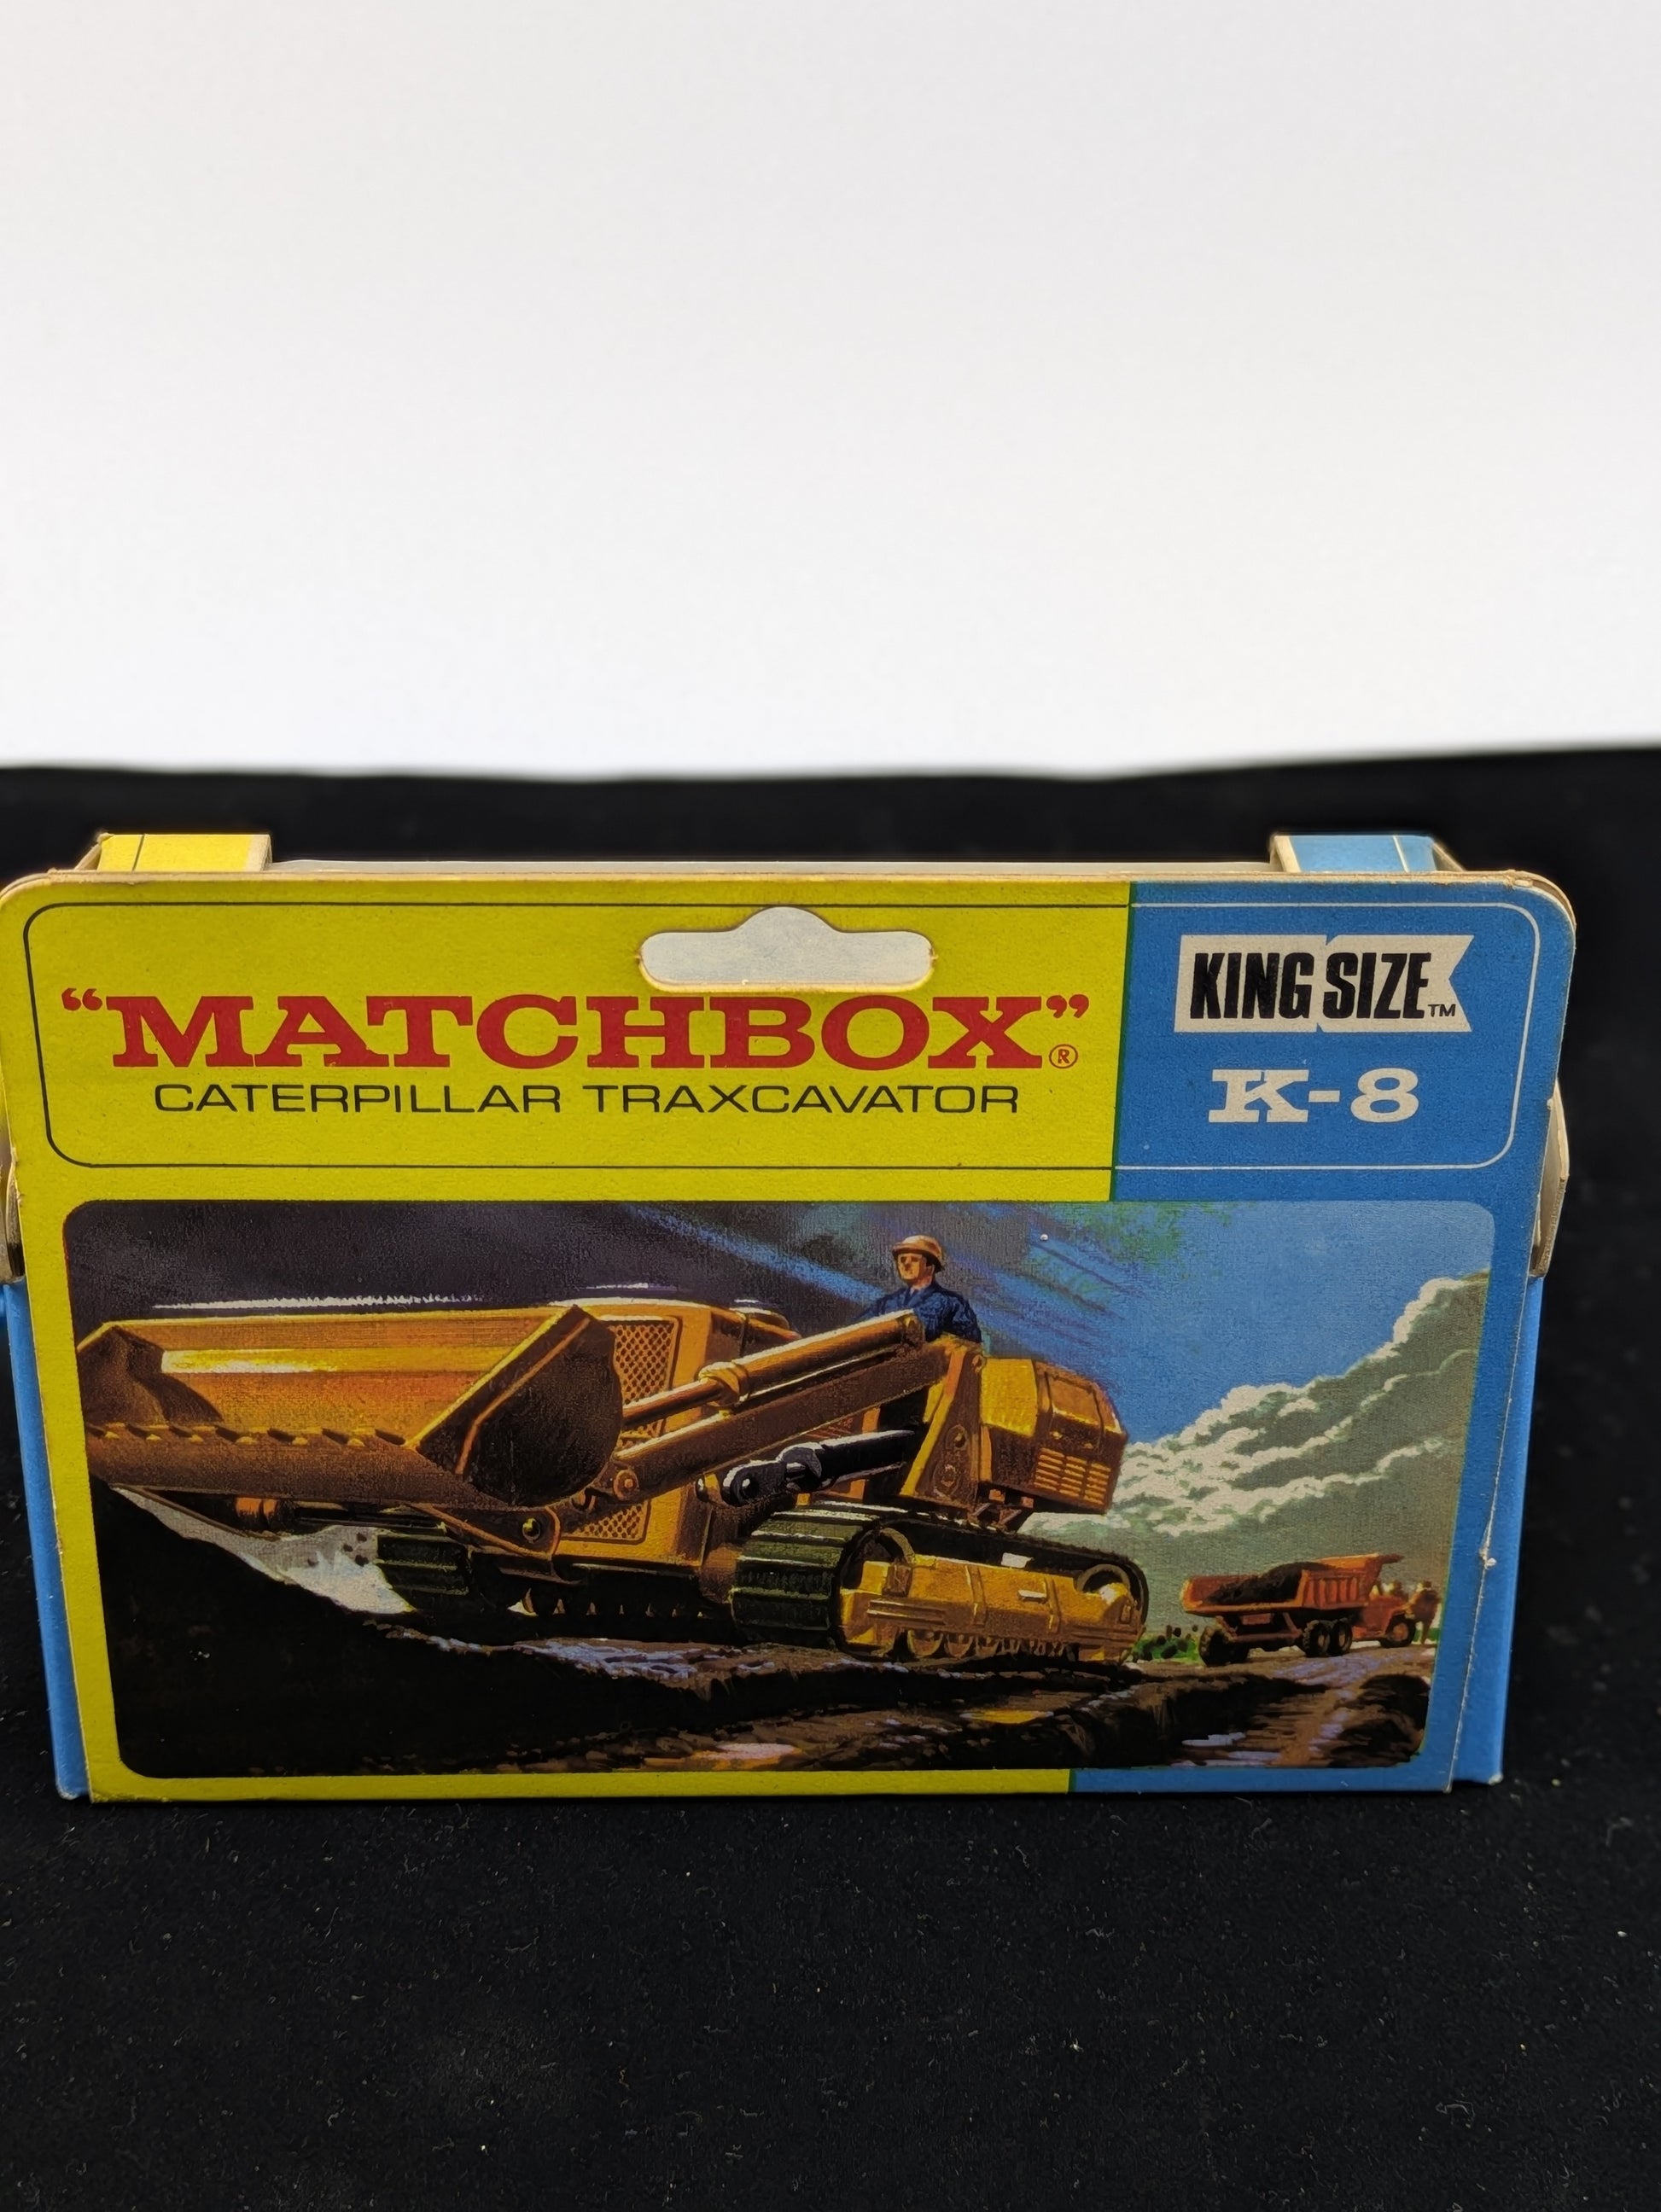 "MATCHBOX"®
CATERPILLAR TRAXCAVATOR
KING SIZE™
K-8